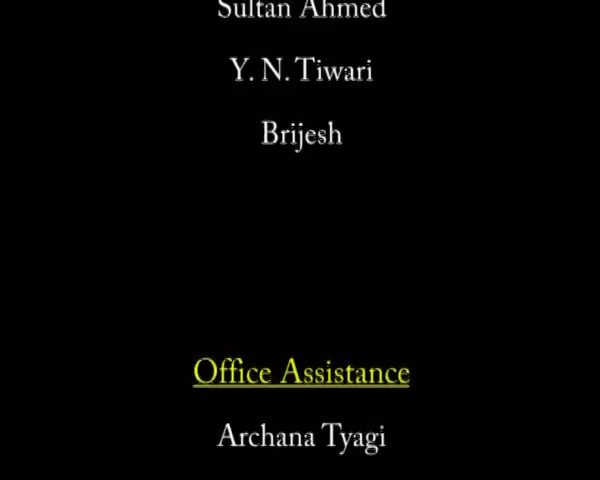 Sultan Ahmed
Y. N. Tiwari
Brijesh
Office Assistance
Archana Tyagi